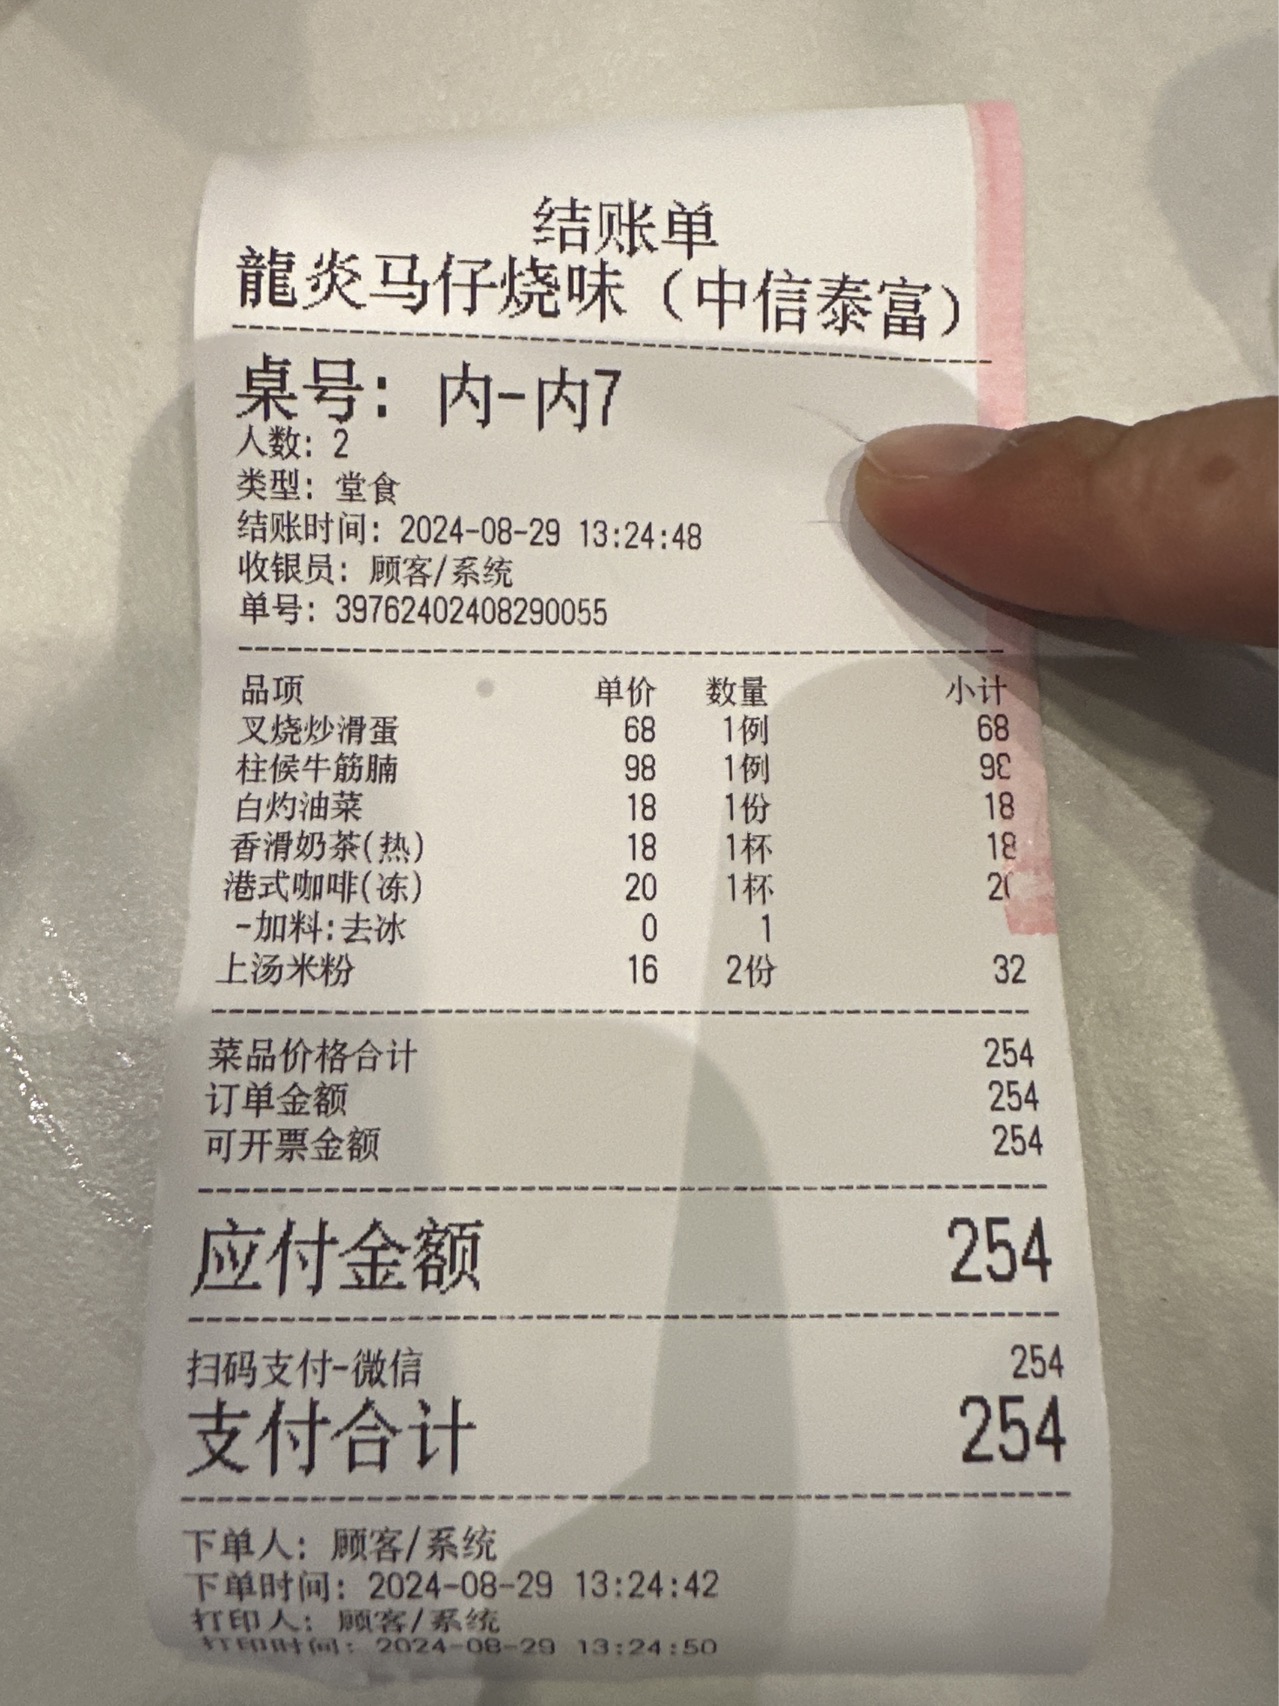 结账单
龍炎马仔烧味（中信泰富）
桌号：内-内7
人数：2
类型：堂食
结账时间：2024-08-29 13:24:48
收银员：顾客/系统
单号：39762402408290055
品项 单价 数量 小计
叉烧炒滑蛋 68 1例 68
柱候牛筋腩 98 1例 98
白灼油菜 18 1份 18
香滑奶茶(热) 18 1杯 18
港式咖啡(冻) 20 1杯 20
-加料:去冰 0 1
上汤米粉 16 2份 32
菜品价格合计 254
订单金额 254
可开票金额 254
应付金额 254
扫码支付-微信 254
支付合计 254
下单人：顾客/系统
下单时间：2024-08-29 13:24:42
打印人：顾客/系统
打印时间：2024-08-29 13:24:50